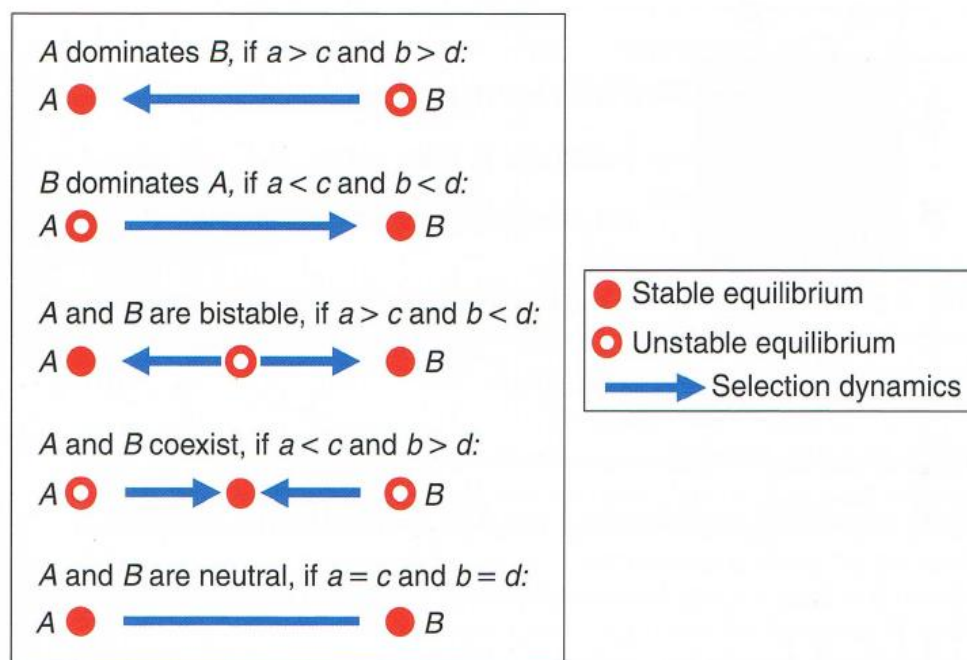 A dominates B, if a > c and b > d:
A B
B dominates A, if a < c and b < d:
A B
A and B are bistable, if a > c and b < d:
A B
A and B coexist, if a < c and b > d:
A B
A and B are neutral, if a = c and b = d:
A B
Stable equilibrium
Unstable equilibrium
Selection dynamics